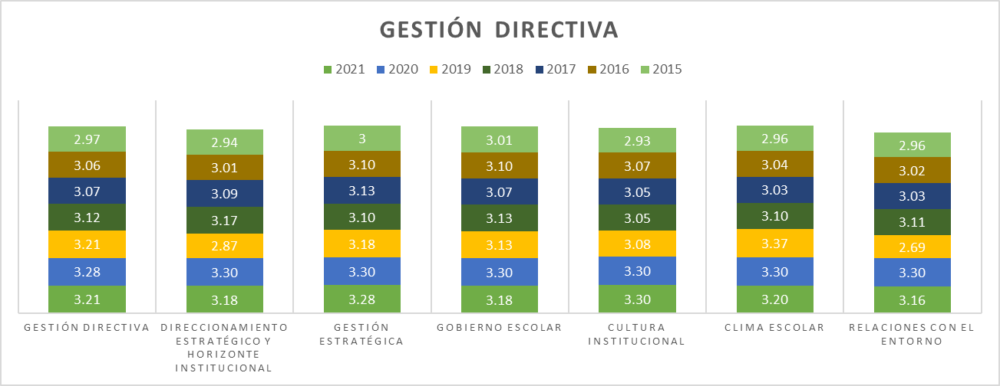 GESTIÓN DIRECTIVA
2021 2020 2019 2018 2017 2016 2015
2.97 2.94 3 3.01 2.93 2.96 2.96
3.06 3.01 3.10 3.10 3.07 3.04 3.02
3.07 3.09 3.13 3.07 3.05 3.03 3.03
3.12 3.17 3.10 3.13 3.05 3.10 3.11
3.21 2.87 3.18 3.13 3.08 3.37 2.69
3.28 3.30 3.30 3.30 3.30 3.30 3.30
3.21 3.18 3.28 3.18 3.30 3.20 3.16
GESTIÓN DIRECTIVA
DIRECCIONAMIENTO
ESTRATÉGICO Y
HORIZONTE
INSTITUCIONAL
GESTIÓN
ESTRATÉGICA
GOBIERNO ESCOLAR
CULTURA
INSTITUCIONAL
CLIMA ESCOLAR
RELACIONES CON EL
ENTORNO